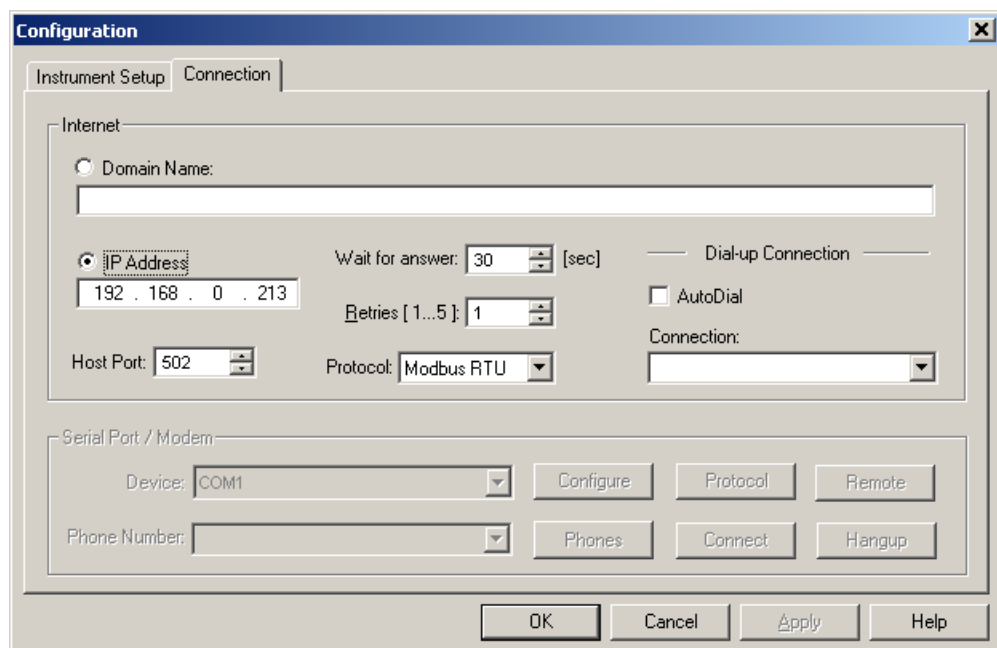 Configuration
Instrument Setup Connection
Internet
Domain Name:
IP Address Wait for answer: 30 [sec] Dial-up Connection
192 . 168 . 0 . 213 Retries [ 1...5 ]: 1 AutoDial
Connection:
Host Port: 502 Protocol: Modbus RTU
Serial Port / Modem
Device: COM1 Configure Protocol Remote
Phone Number: Phones Connect Hangup
OK Cancel Apply Help